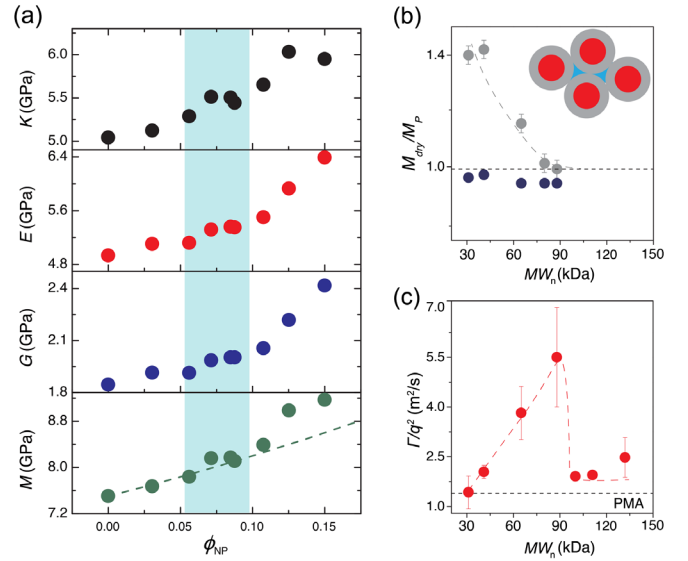 (a)
6.0
5.5
5.0
K (GPa)
6.4
5.6
4.8
E (GPa)
2.4
2.1
1.8
G (GPa)
8.8
8.0
7.2
M (GPa)
0.00 0.05 0.10 0.15
ϕNP
(b)
1.4
1.0
Mdry/MP
30 60 90 120 150
MWn (kDa)
(c)
7.0
5.5
4.0
2.5
1.0
Γ/q² (m²/s)
PMA
30 60 90 120 150
MWn (kDa)